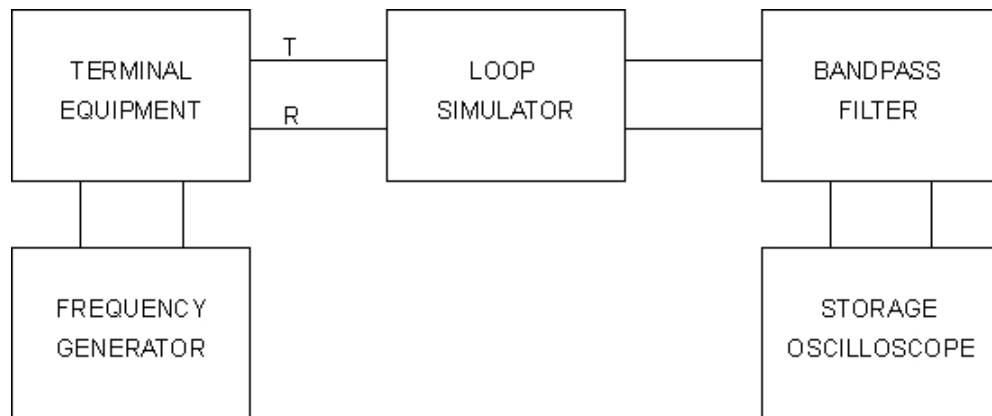 TERMINAL
EQUIPMENT
T
R
LOOP
SIMULATOR
BANDPASS
FILTER
FREQUENCY
GENERATOR
STORAGE
OSCILLOSCOPE